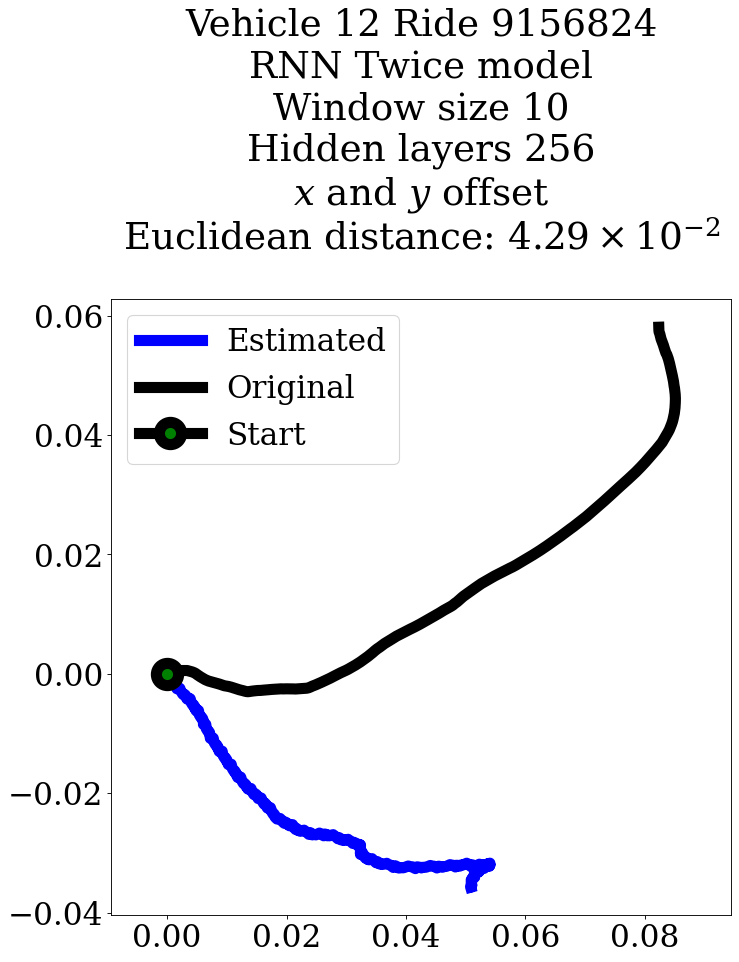 Vehicle 12 Ride 9156824
RNN Twice model
Window size 10
Hidden layers 256
x and y offset
Euclidean distance: 4.29 × 10⁻²
0.06
0.04
0.02
0.00
−0.02
−0.04
Estimated
Original
Start
0.00 0.02 0.04 0.06 0.08